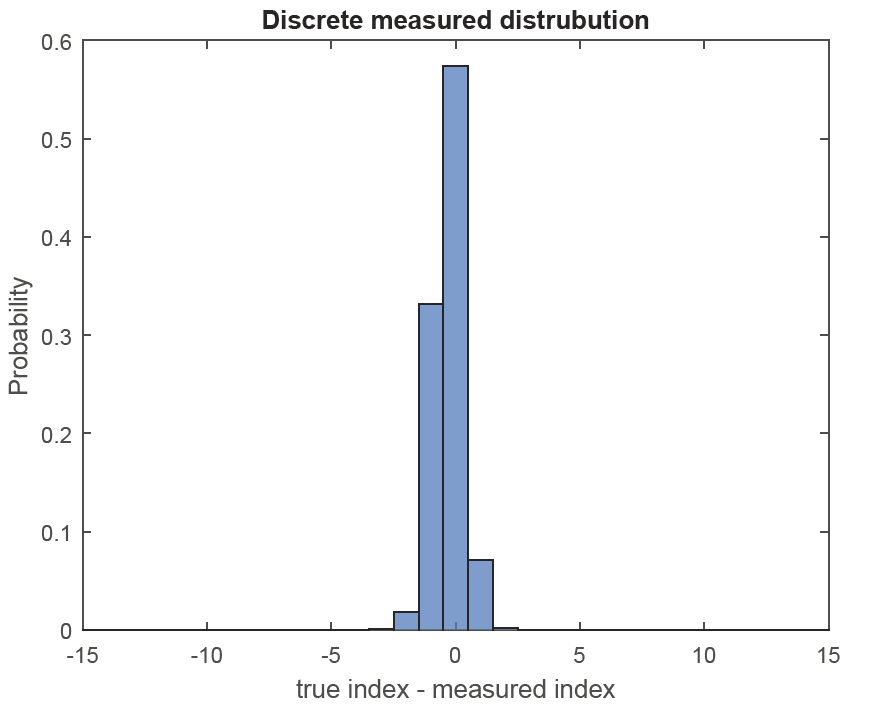 Discrete measured distrubution
0.6
0.5
0.4
0.3
0.2
0.1
0
Probability
-15 -10 -5 0 5 10 15
true index - measured index